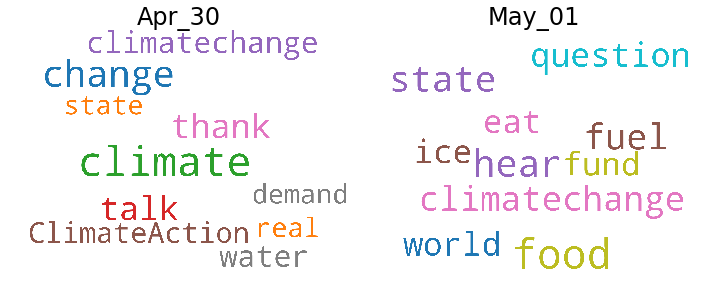 Apr_30
climatechange
change
state
thank
climate
demand
talk
ClimateAction
real
water
May_01
question
state
eat
fuel
ice
hear
fund
climatechange
world
food